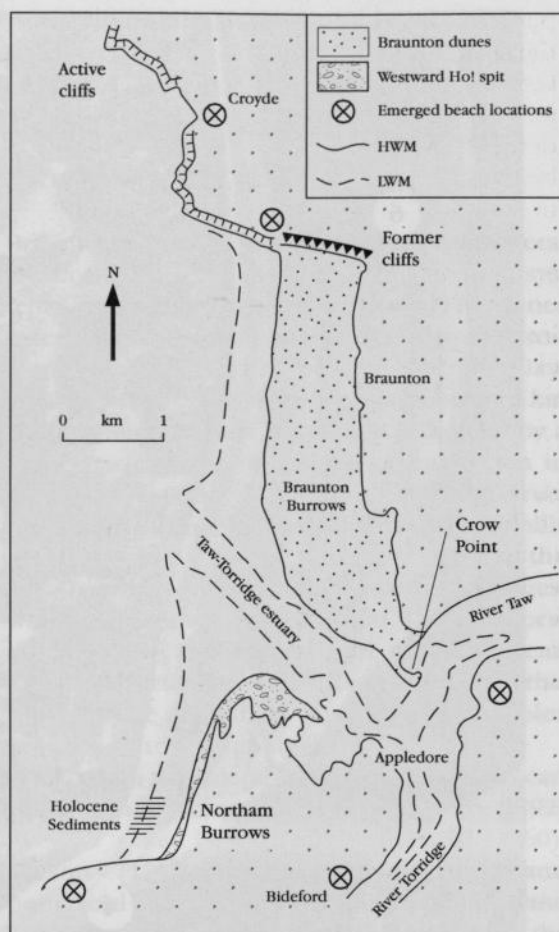 Braunton dunes
Westward Ho! spit
Emerged beach locations
HWM
LWM
Active
cliffs
Croyde
Former
cliffs
N
0 km 1
Braunton
Braunton
Burrows
Crow
Point
Taw-Torridge estuary
River Taw
Appledore
Holocene
Sediments
Northam
Burrows
Bideford
River Torridge